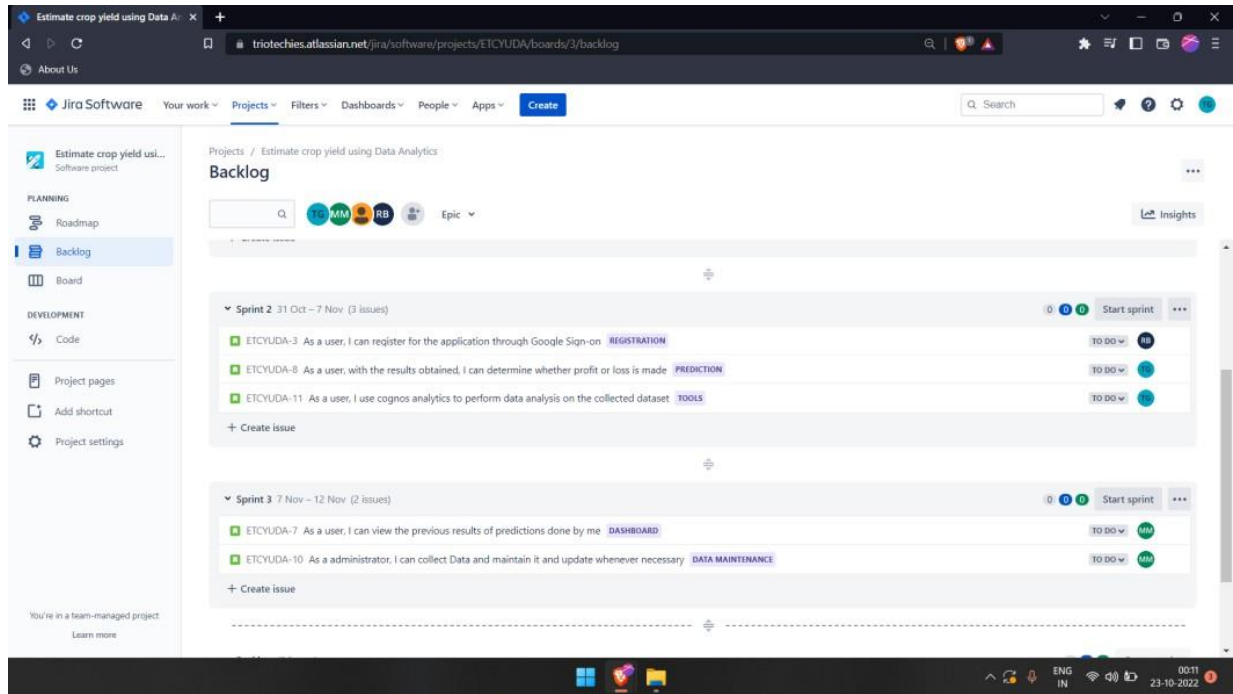 Estimate crop yield using Data An
triotechies.atlassian.net/jira/software/projects/ETCYUDA/boards/3/backlog
About Us
Jira Software Your work Projects Filters Dashboards People Apps Create Search TG
Estimate crop yield usi...
Software project
PLANNING
Roadmap
Backlog
Board
DEVELOPMENT
Code
Project pages
Add shortcut
Project settings
You're in a team-managed project
Learn more
Projects / Estimate crop yield using Data Analytics
Backlog
TG MM RB Epic Insights
Sprint 2 31 Oct – 7 Nov (3 issues) 0 0 0 Start sprint
ETCYUDA-3 As a user, I can register for the application through Google Sign-on REGISTRATION TO DO RB
ETCYUDA-8 As a user, with the results obtained, I can determine whether profit or loss is made PREDICTION TO DO TG
ETCYUDA-11 As a user, I use cognos analytics to perform data analysis on the collected dataset TOOLS TO DO TG
+ Create issue
Sprint 3 7 Nov – 12 Nov (2 issues) 0 0 0 Start sprint
ETCYUDA-7 As a user, I can view the previous results of predictions done by me DASHBOARD TO DO MM
ETCYUDA-10 As a administrator, I can collect Data and maintain it and update whenever necessary DATA MAINTENANCE TO DO MM
+ Create issue
ENG 00:11
IN 23-10-2022